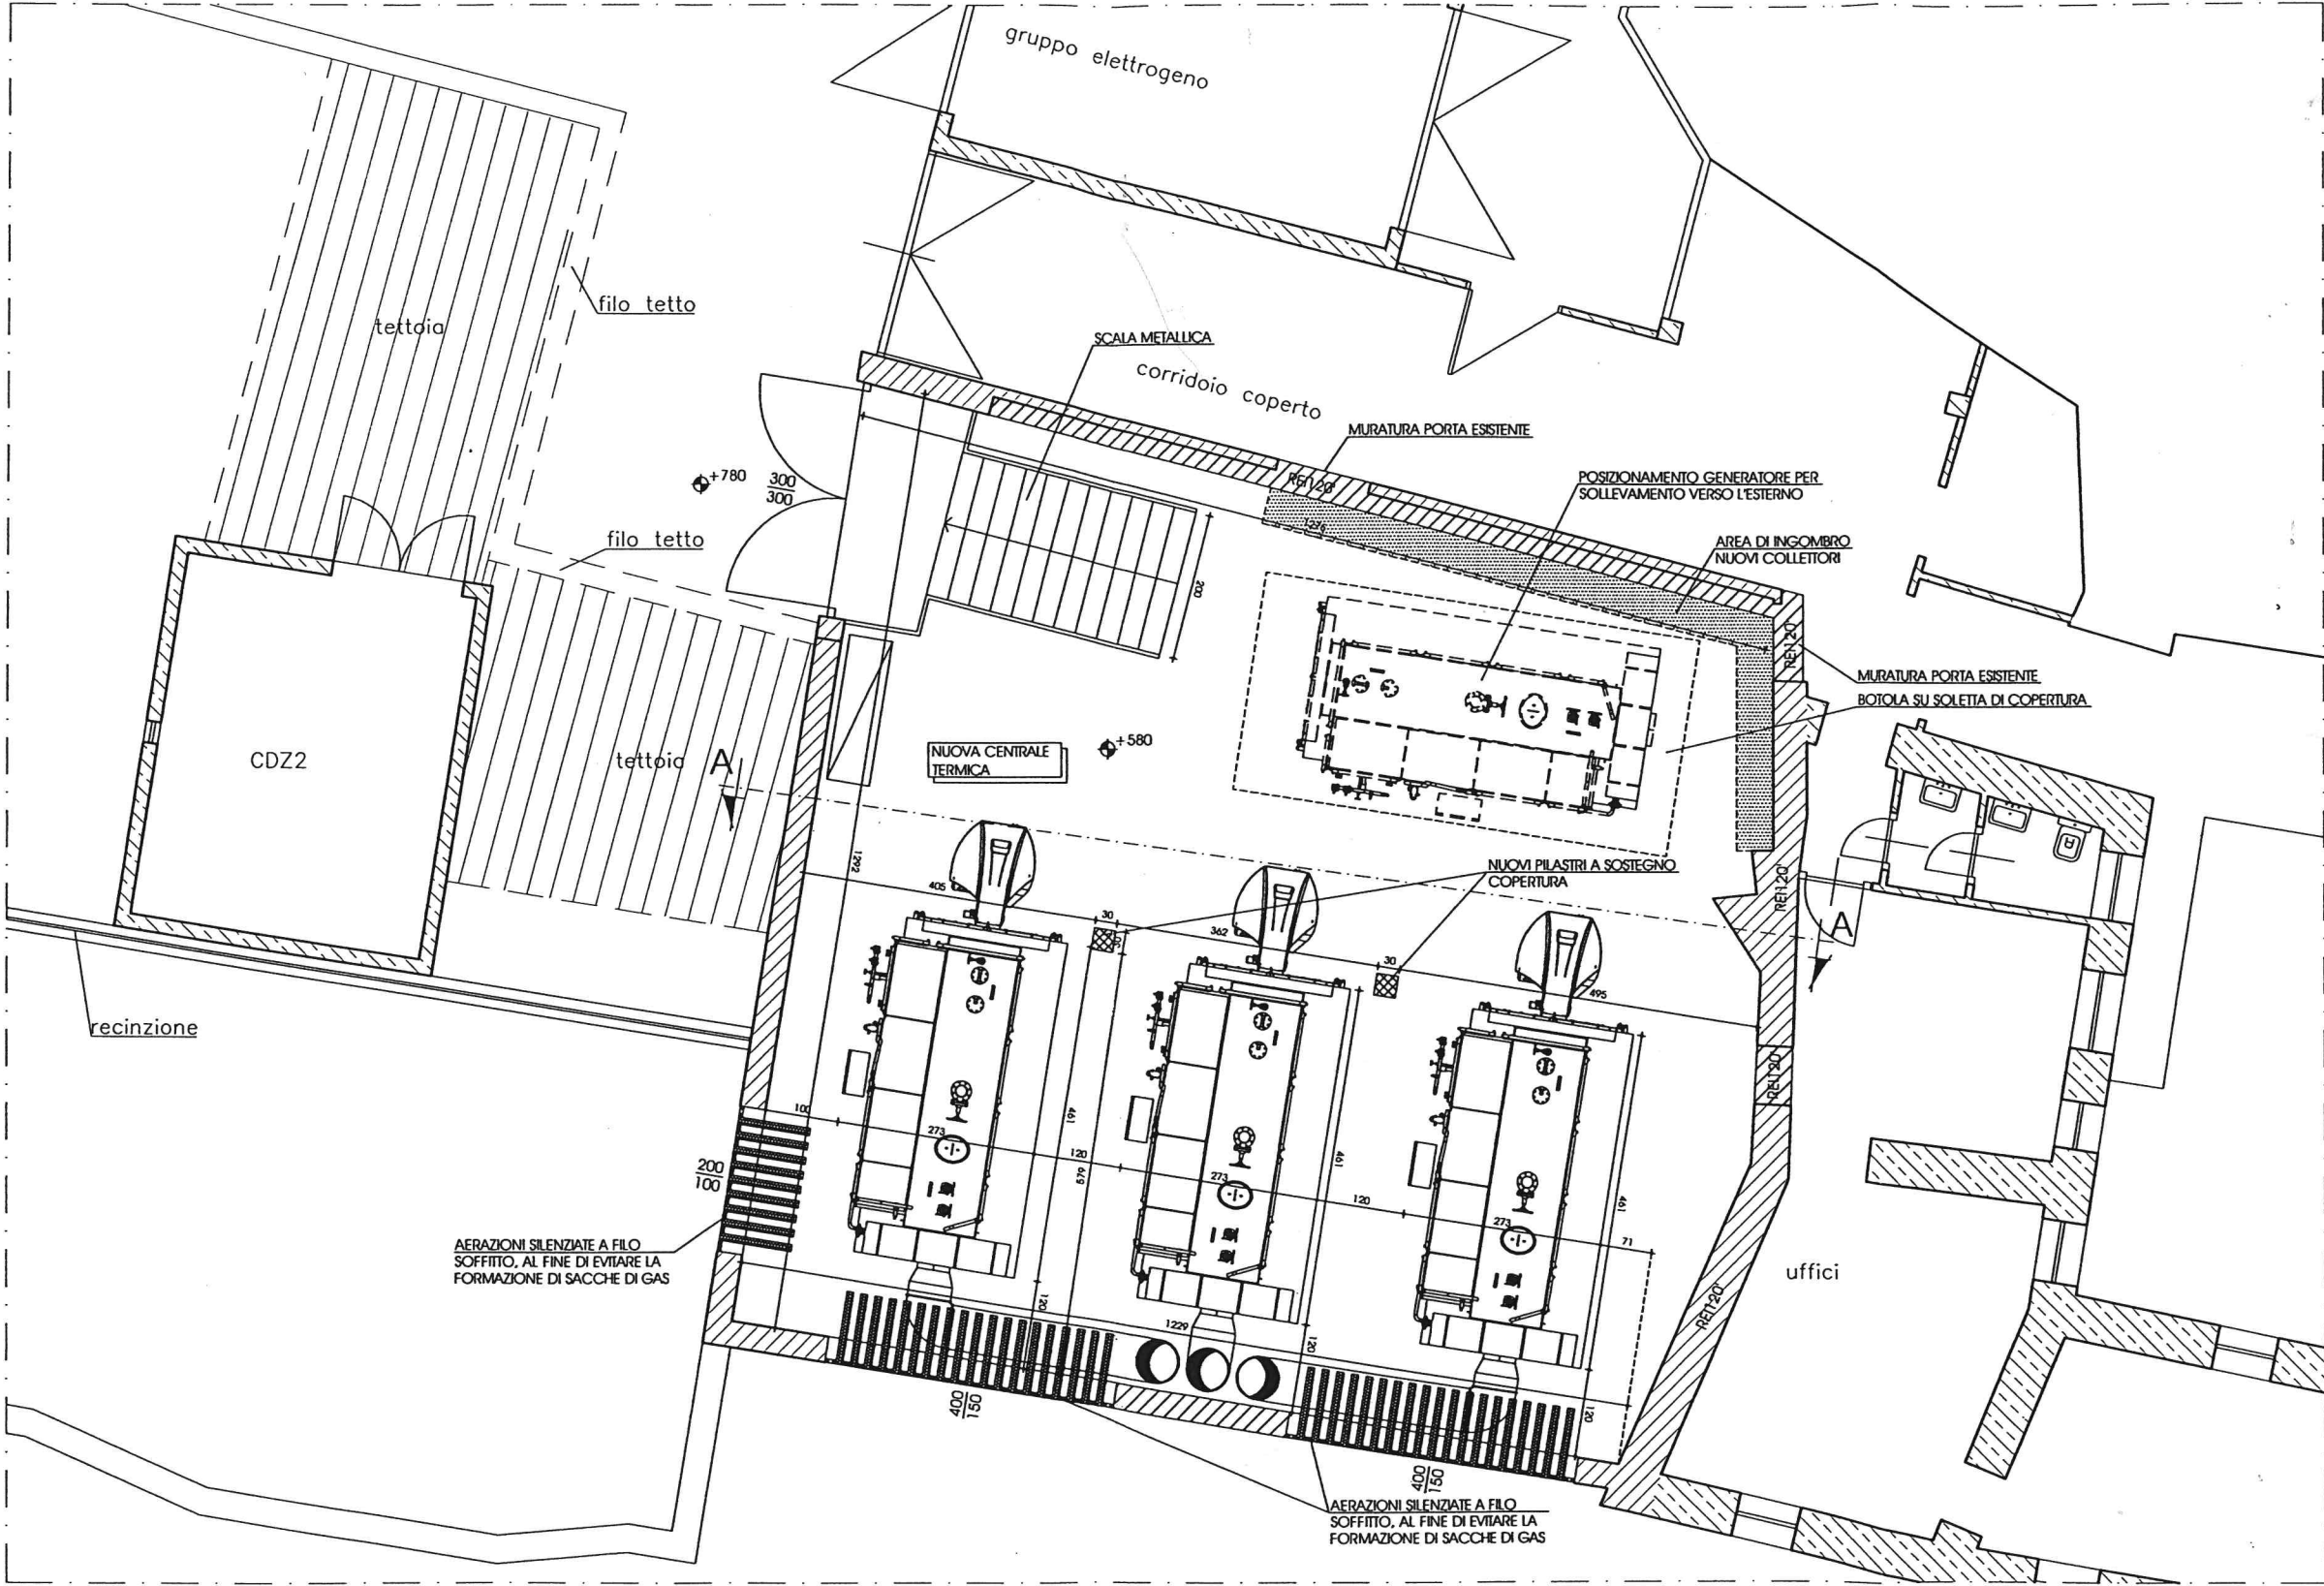 gruppo elettrogeno
filo tetto
tettoia
SCALA METALLICA
corridoio coperto
MURATURA PORTA ESISTENTE
+780
300
300
REI120'
POSIZIONAMENTO GENERATORE PER
SOLLEVAMENTO VERSO L'ESTERNO
1276
filo tetto
AREA DI INGOMBRO
NUOVI COLLETTORI
200
REI120'
MURATURA PORTA ESISTENTE
BOTOLA SU SOLETTA DI COPERTURA
CDZ2
tettoia
A
NUOVA CENTRALE
TERMICA
+580
1292
405
30
30
362
NUOVI PILASTRI A SOSTEGNO
COPERTURA
30
495
REI120'
A
recinzione
REI120'
100
273
461
120
579
273
461
120
273
461
71
200
100
AERAZIONI SILENZIATE A FILO
SOFFITTO, AL FINE DI EVITARE LA
FORMAZIONE DI SACCHE DI GAS
uffici
REI120'
120
1229
120
120
400
150
400
150
AERAZIONI SILENZIATE A FILO
SOFFITTO, AL FINE DI EVITARE LA
FORMAZIONE DI SACCHE DI GAS